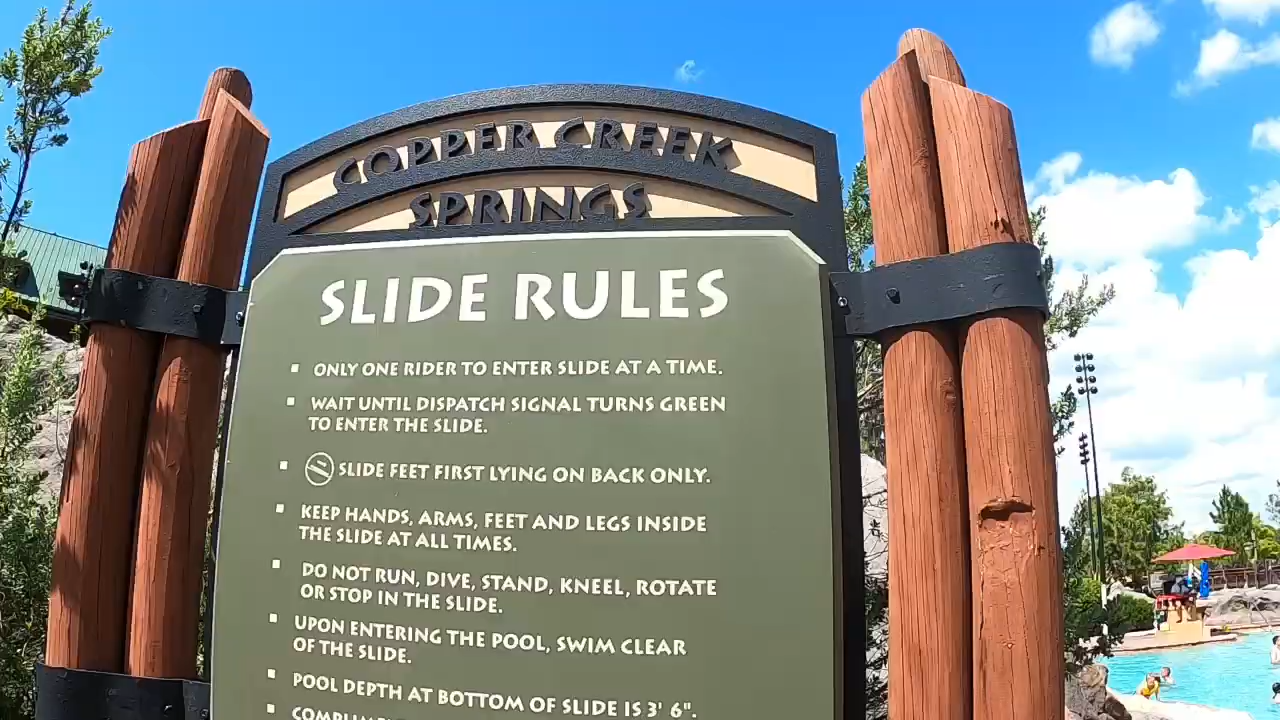 COPPER CREEK
SPRINGS
SLIDE RULES
▪ ONLY ONE RIDER TO ENTER SLIDE AT A TIME.
▪ WAIT UNTIL DISPATCH SIGNAL TURNS GREEN
TO ENTER THE SLIDE.
▪ SLIDE FEET FIRST LYING ON BACK ONLY.
▪ KEEP HANDS, ARMS, FEET AND LEGS INSIDE
THE SLIDE AT ALL TIMES.
▪ DO NOT RUN, DIVE, STAND, KNEEL, ROTATE
OR STOP IN THE SLIDE.
▪ UPON ENTERING THE POOL, SWIM CLEAR
OF THE SLIDE.
▪ POOL DEPTH AT BOTTOM OF SLIDE IS 3' 6".